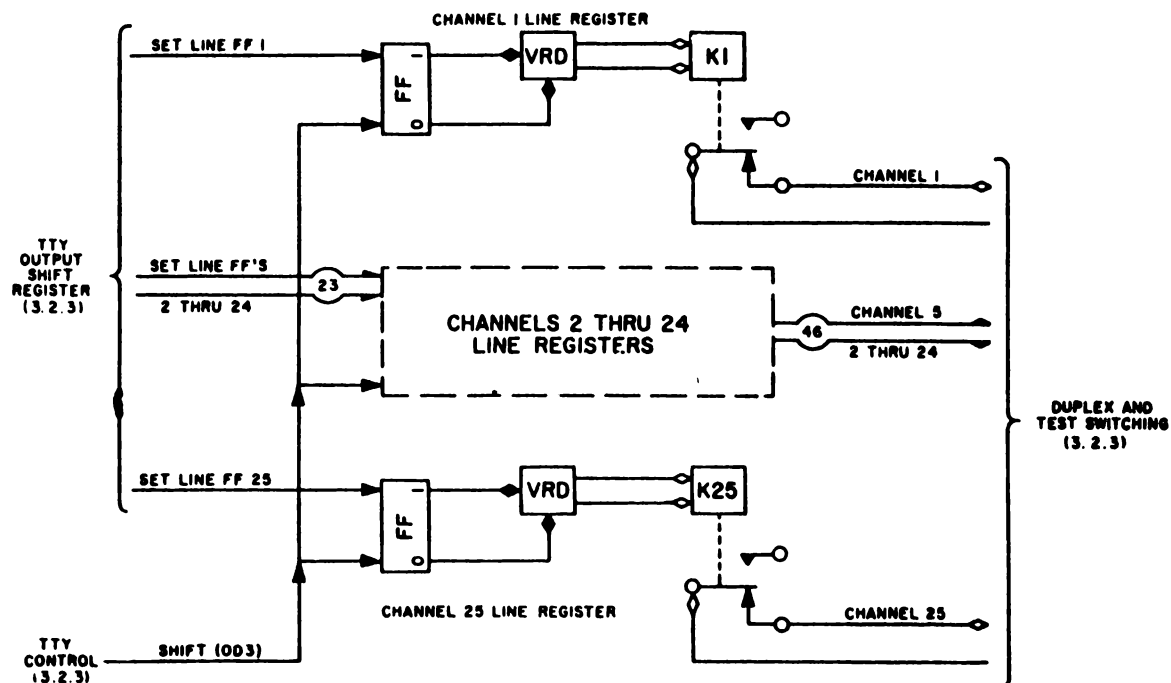 CHANNEL 1 LINE REGISTER
SET LINE FF 1
FF
1
0
VRD
K1
CHANNEL 1
TTY
OUTPUT
SHIFT
REGISTER
(3.2.3)
SET LINE FF'S
23
2 THRU 24
CHANNELS 2 THRU 24
LINE REGISTERS
CHANNEL 5
46
2 THRU 24
DUPLEX AND
TEST SWITCHING
(3.2.3)
SET LINE FF 25
FF
1
0
VRD
K25
CHANNEL 25 LINE REGISTER
CHANNEL 25
TTY
CONTROL
(3.2.3)
SHIFT (OD3)